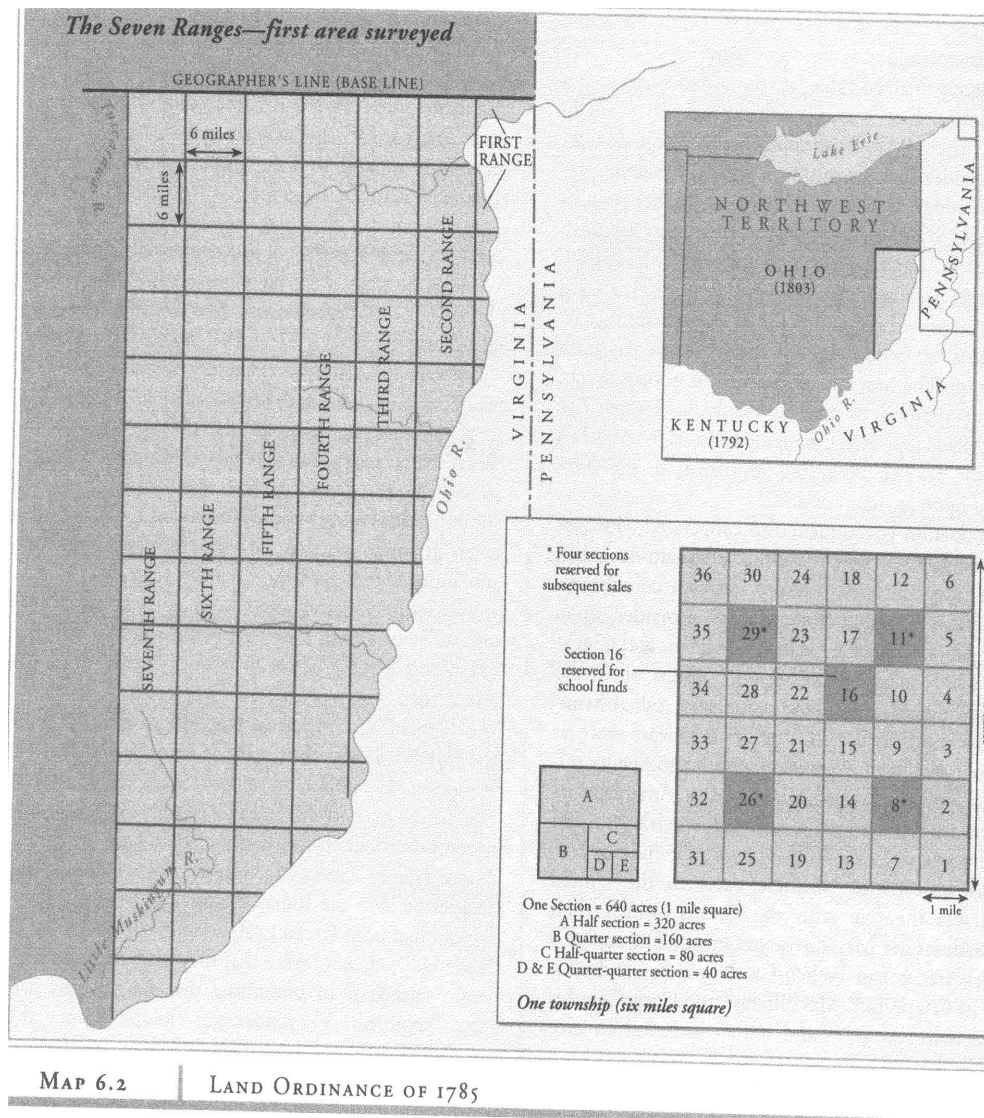 The Seven Ranges—first area surveyed
GEOGRAPHER'S LINE (BASE LINE)
6 miles
6 miles
FIRST
RANGE
SECOND RANGE
THIRD RANGE
FOURTH RANGE
FIFTH RANGE
SIXTH RANGE
SEVENTH RANGE
Ohio R.
VIRGINIA
PENNSYLVANIA
Little Muskingum R.
Lake Erie
NORTHWEST
TERRITORY
OHIO
(1803)
PENNSYLVANIA
KENTUCKY
(1792)
Ohio R.
VIRGINIA
* Four sections
reserved for
subsequent sales
Section 16
reserved for
school funds
36 30 24 18 12 6
35 29* 23 17 11* 5
34 28 22 16 10 4
33 27 21 15 9 3
32 26* 20 14 8* 2
31 25 19 13 7 1
1 mile
A
B
C
D E
One Section = 640 acres (1 mile square)
A Half section = 320 acres
B Quarter section =160 acres
C Half-quarter section = 80 acres
D & E Quarter-quarter section = 40 acres
One township (six miles square)
MAP 6.2 LAND ORDINANCE OF 1785